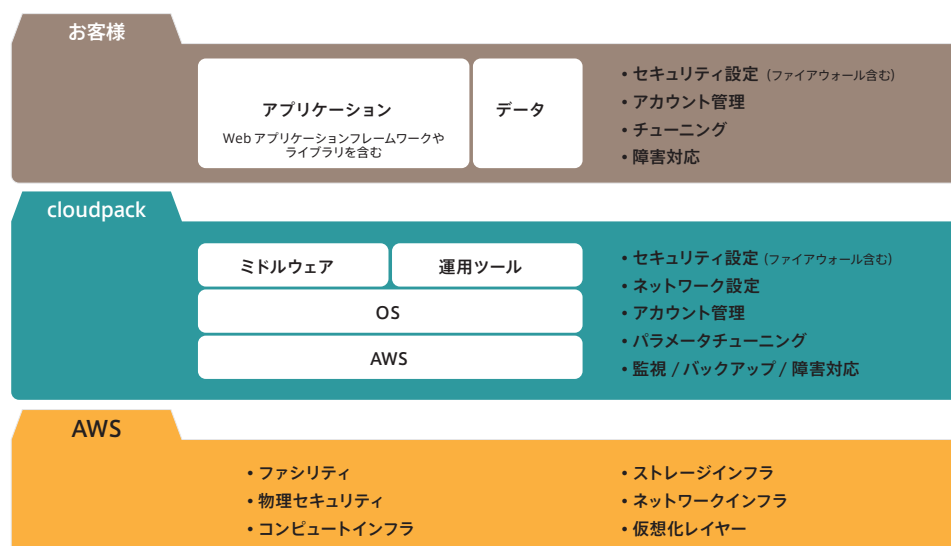 お客様
アプリケーション
Web アプリケーションフレームワークや
ライブラリを含む
データ
・セキュリティ設定 (ファイアウォール含む)
・アカウント管理
・チューニング
・障害対応
cloudpack
ミドルウェア
運用ツール
OS
AWS
・セキュリティ設定 (ファイアウォール含む)
・ネットワーク設定
・アカウント管理
・パラメータチューニング
・監視 / バックアップ / 障害対応
AWS
・ファシリティ
・物理セキュリティ
・コンピュートインフラ
・ストレージインフラ
・ネットワークインフラ
・仮想化レイヤー